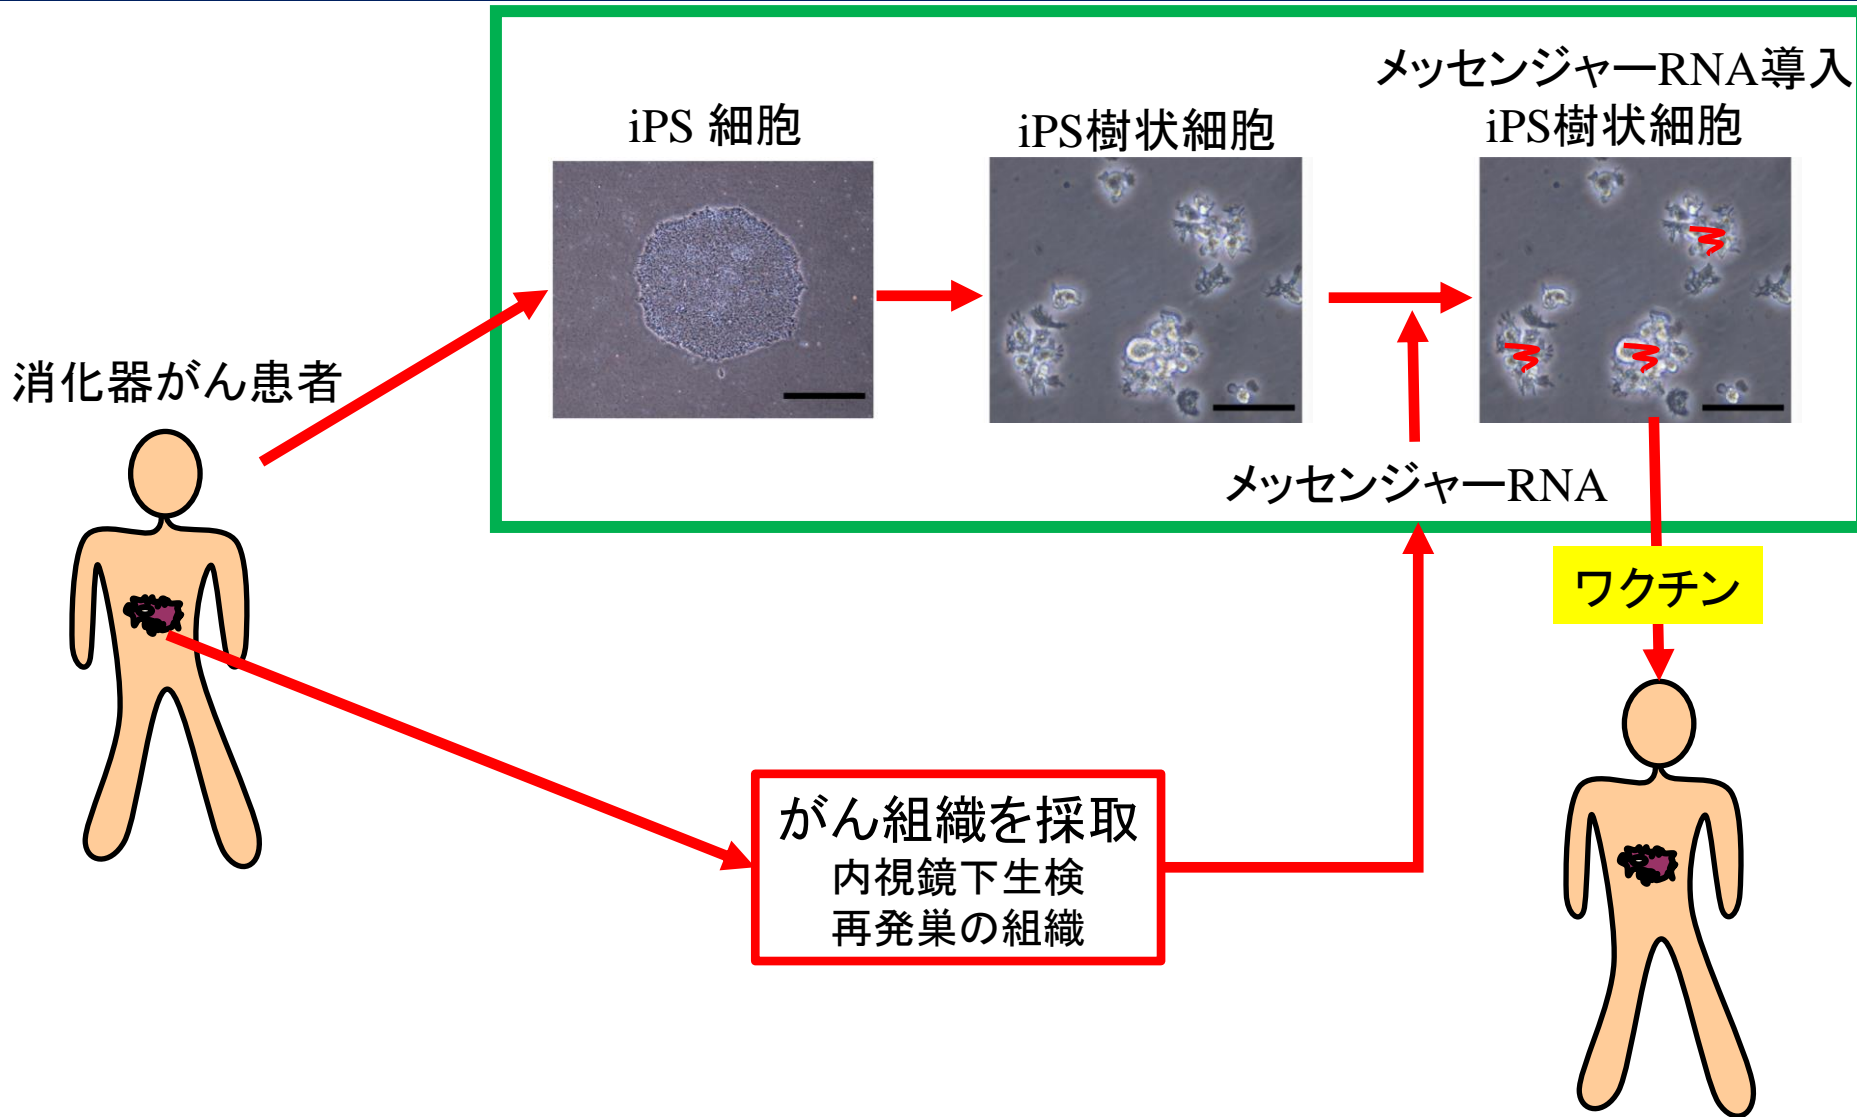 メッセンジャーRNA導入
iPS 細胞
iPS樹状細胞
iPS樹状細胞
消化器がん患者
メッセンジャーRNA
ワクチン
がん組織を採取
内視鏡下生検
再発巣の組織